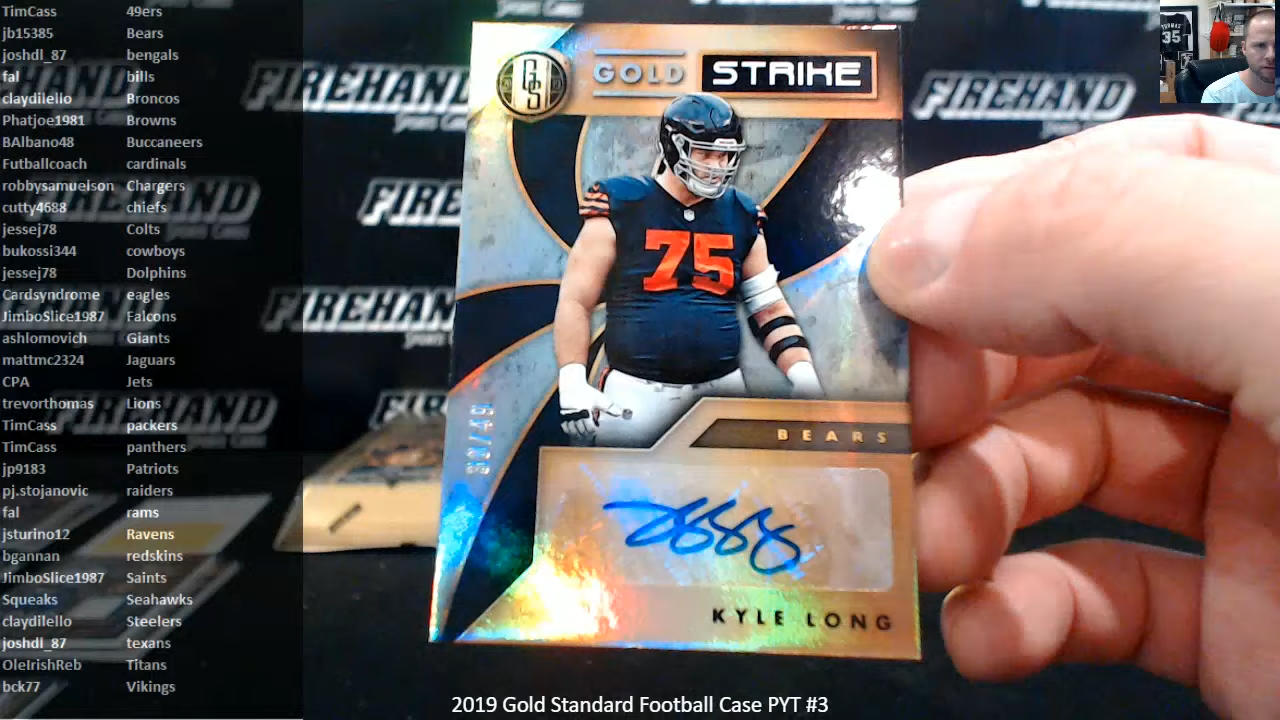 TimCass 49ers
jb15385 Bears
joshdl_87 bengals
fal bills
claydilello Broncos
Phatjoe1981 Browns
BAlbano48 Buccaneers
Futballcoach cardinals
robbysamuelson Chargers
cutty4688 chiefs
jessej78 Colts
bukossi344 cowboys
jessej78 Dolphins
Cardsyndrome eagles
JimboSlice1987 Falcons
ashlomovich Giants
mattmc2324 Jaguars
CPA Jets
trevorthomas Lions
TimCass packers
TimCass panthers
jp9183 Patriots
pj.stojanovic raiders
fal rams
jsturino12 Ravens
bgannan redskins
JimboSlice1987 Saints
Squeaks Seahawks
claydilello Steelers
joshdl_87 texans
OleIrishReb Titans
bck77 Vikings
FIREHAND
FIREHAND
FIREHAND
GS
GOLD STRIKE
75
BEARS
KYLE LONG
35
2019 Gold Standard Football Case PYT #3